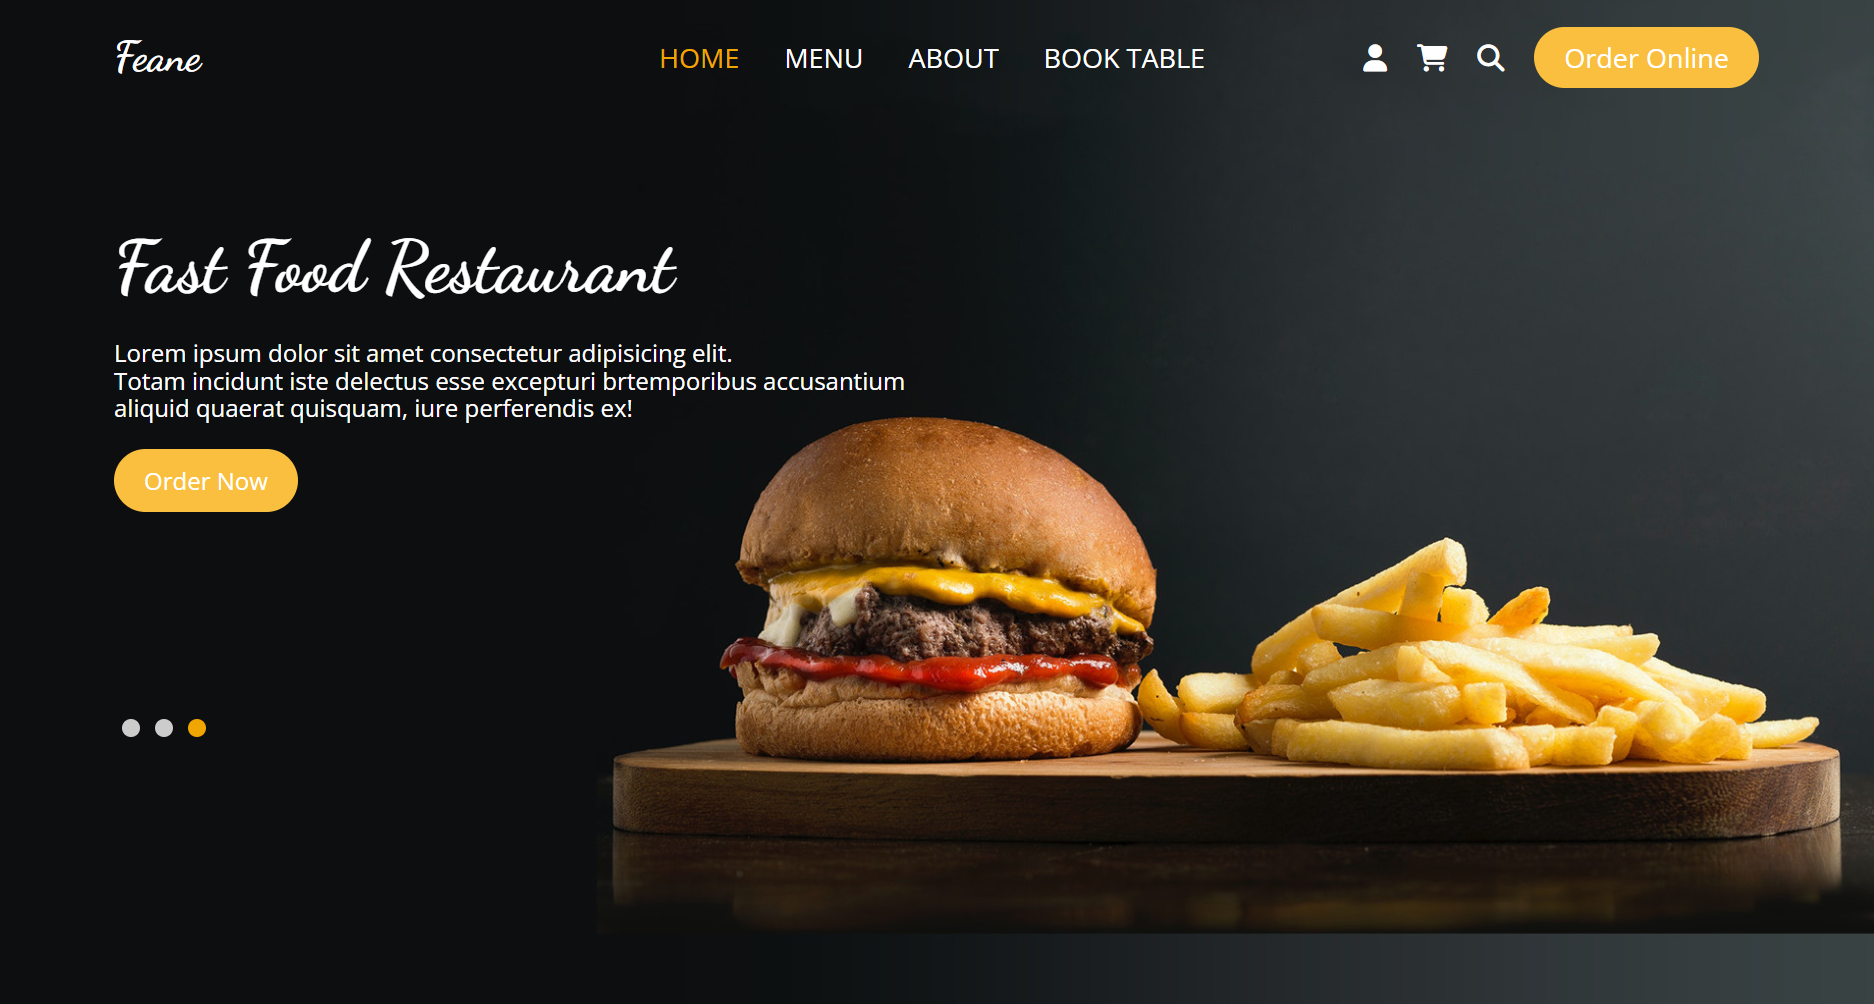 Feane
HOME MENU ABOUT BOOK TABLE Order Online
Fast Food Restaurant
Lorem ipsum dolor sit amet consectetur adipisicing elit.
Totam incidunt iste delectus esse excepturi brtemporibus accusantium
aliquid quaerat quisquam, iure perferendis ex!
Order Now